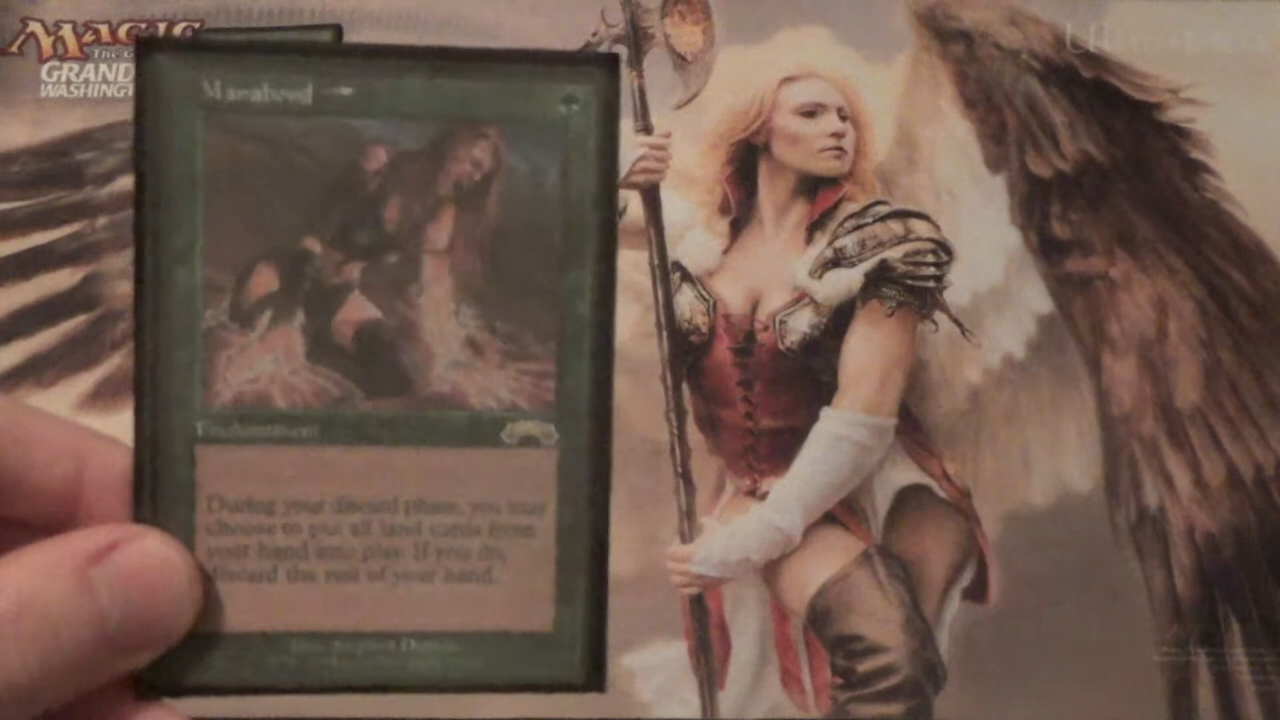 MAGIC
The G
GRAND
WASHINGT
Manabond
Enchantment
During your discard phase, you may
choose to put all land cards from
your hand into play. If you do,
discard the rest of your hand.